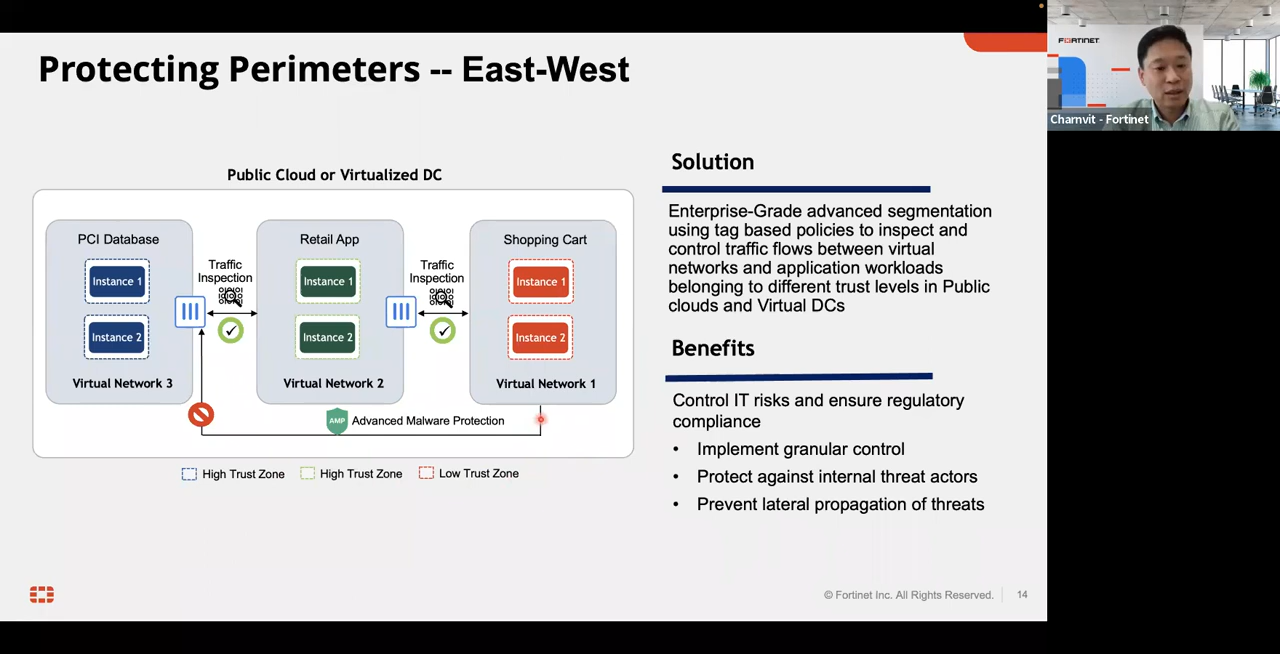 Protecting Perimeters -- East-West
FORTINET
Charnvit - Fortinet
Public Cloud or Virtualized DC
PCI Database
Instance 1
Instance 2
Virtual Network 3
Traffic
Inspection
Retail App
Instance 1
Instance 2
Virtual Network 2
Traffic
Inspection
Shopping Cart
Instance 1
Instance 2
Virtual Network 1
AMP
Advanced Malware Protection
High Trust Zone
High Trust Zone
Low Trust Zone
Solution
Enterprise-Grade advanced segmentation
using tag based policies to inspect and
control traffic flows between virtual
networks and application workloads
belonging to different trust levels in Public
clouds and Virtual DCs
Benefits
Control IT risks and ensure regulatory
compliance
• Implement granular control
• Protect against internal threat actors
• Prevent lateral propagation of threats
© Fortinet Inc. All Rights Reserved.
14